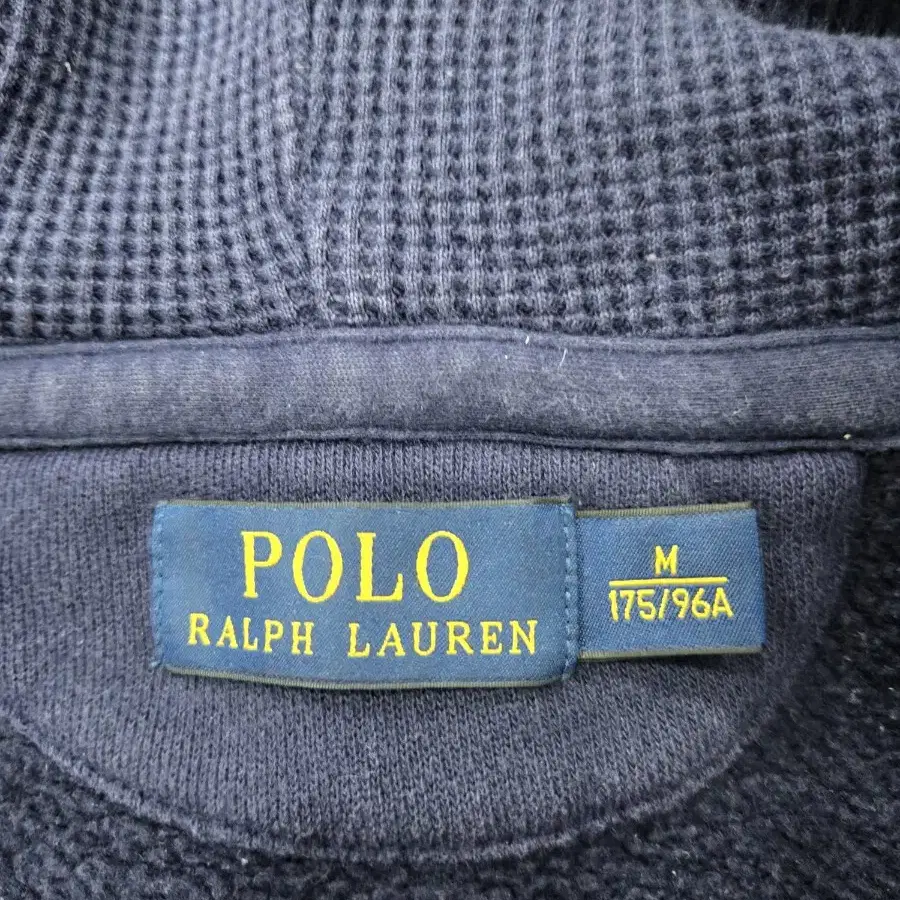 POLO
RALPH LAUREN
M
175/96A